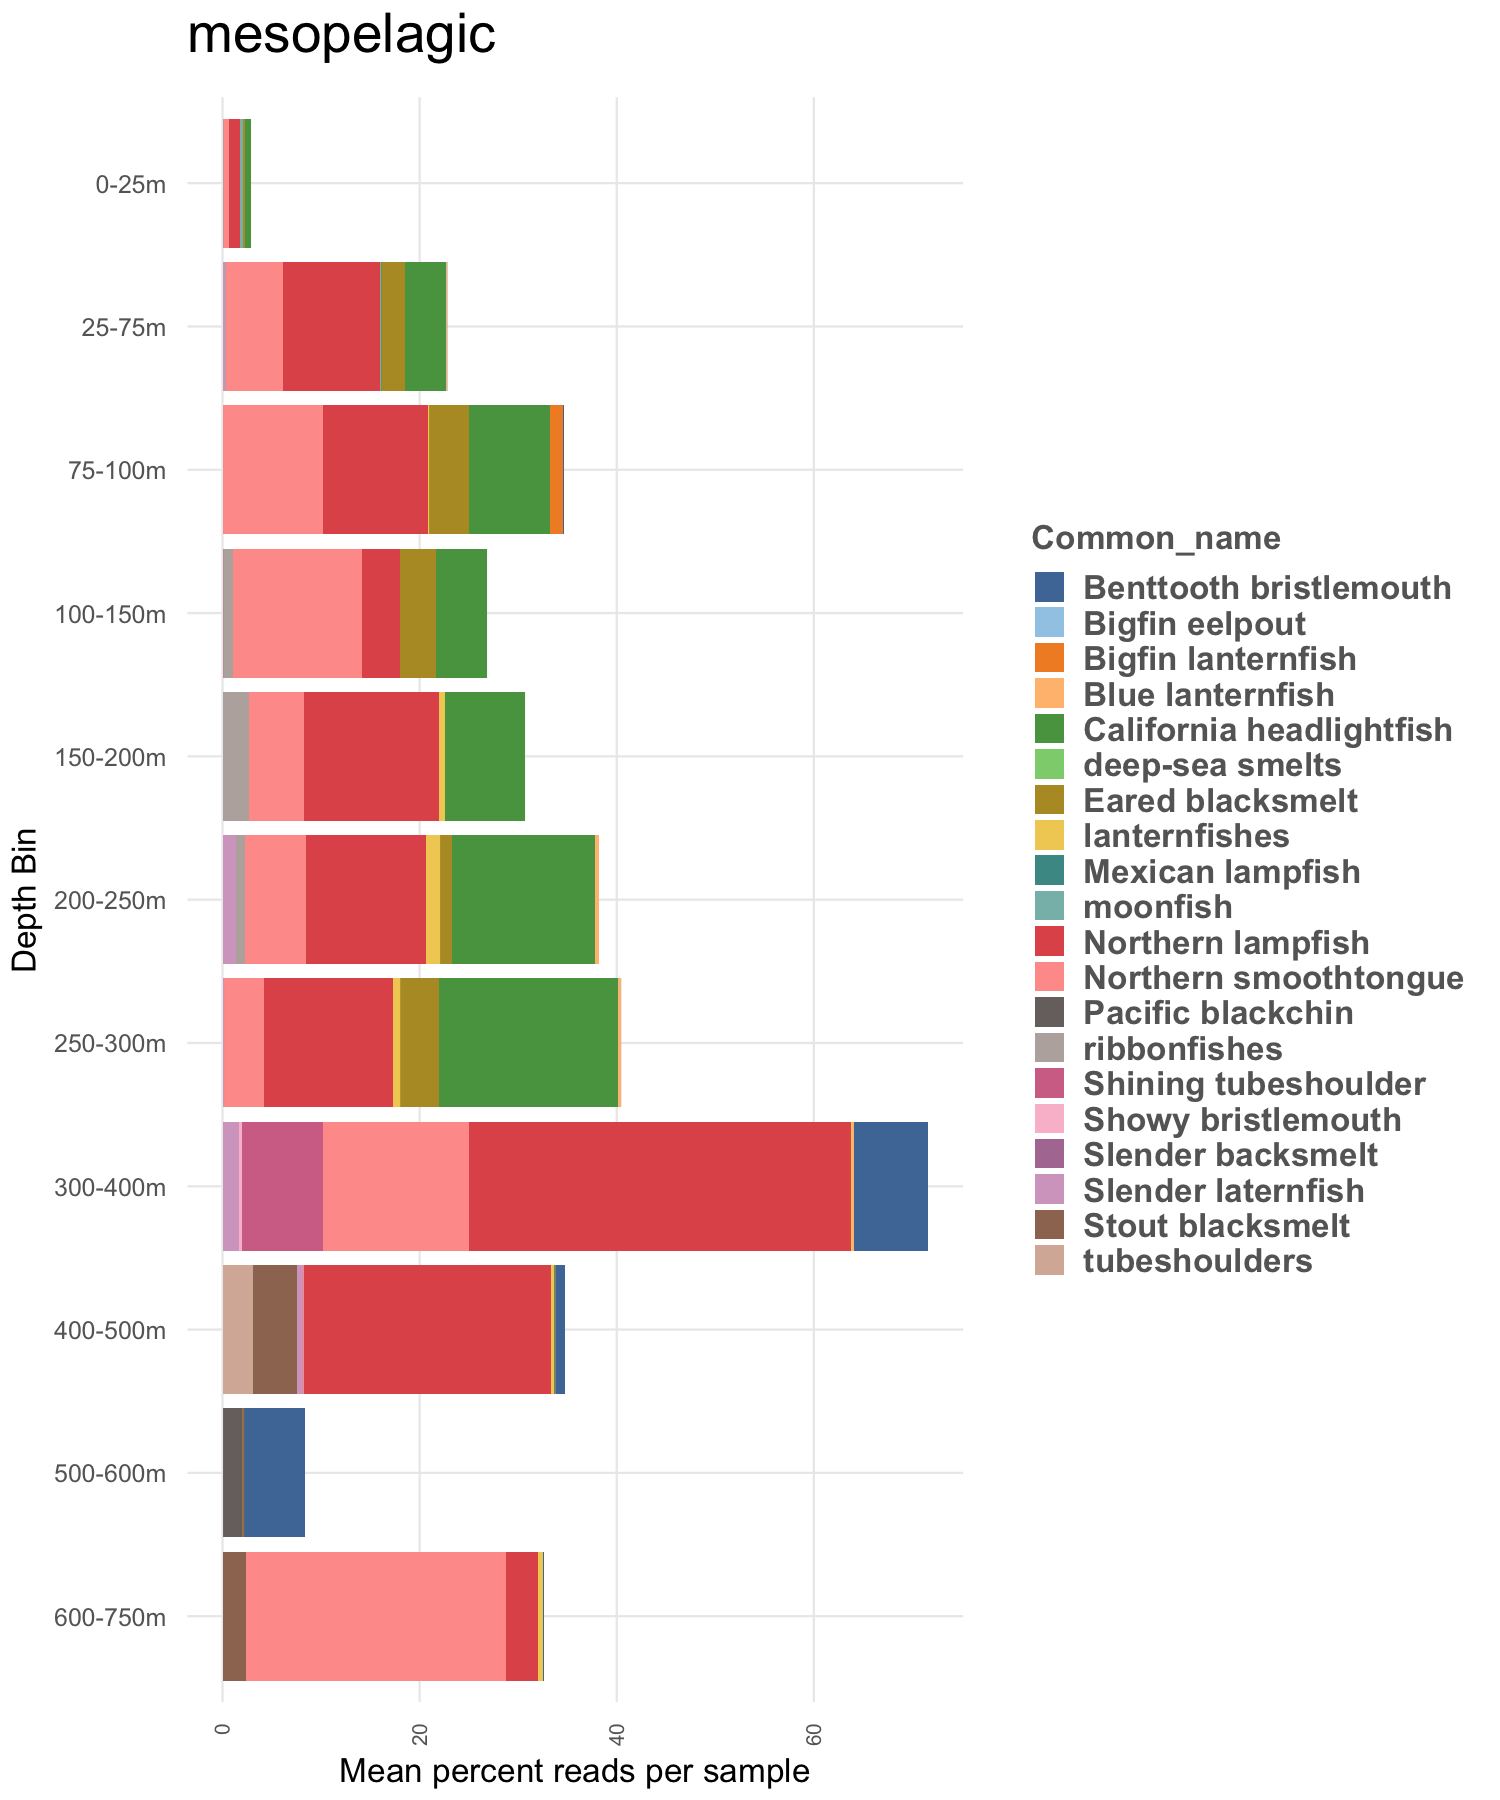 mesopelagic
Depth Bin
0-25m
25-75m
75-100m
100-150m
150-200m
200-250m
250-300m
300-400m
400-500m
500-600m
600-750m
0
20
40
60
Mean percent reads per sample
Common_name
Benttooth bristlemouth
Bigfin eelpout
Bigfin lanternfish
Blue lanternfish
California headlightfish
deep-sea smelts
Eared blacksmelt
lanternfishes
Mexican lampfish
moonfish
Northern lampfish
Northern smoothtongue
Pacific blackchin
ribbonfishes
Shining tubeshoulder
Showy bristlemouth
Slender backsmelt
Slender laternfish
Stout blacksmelt
tubeshoulders